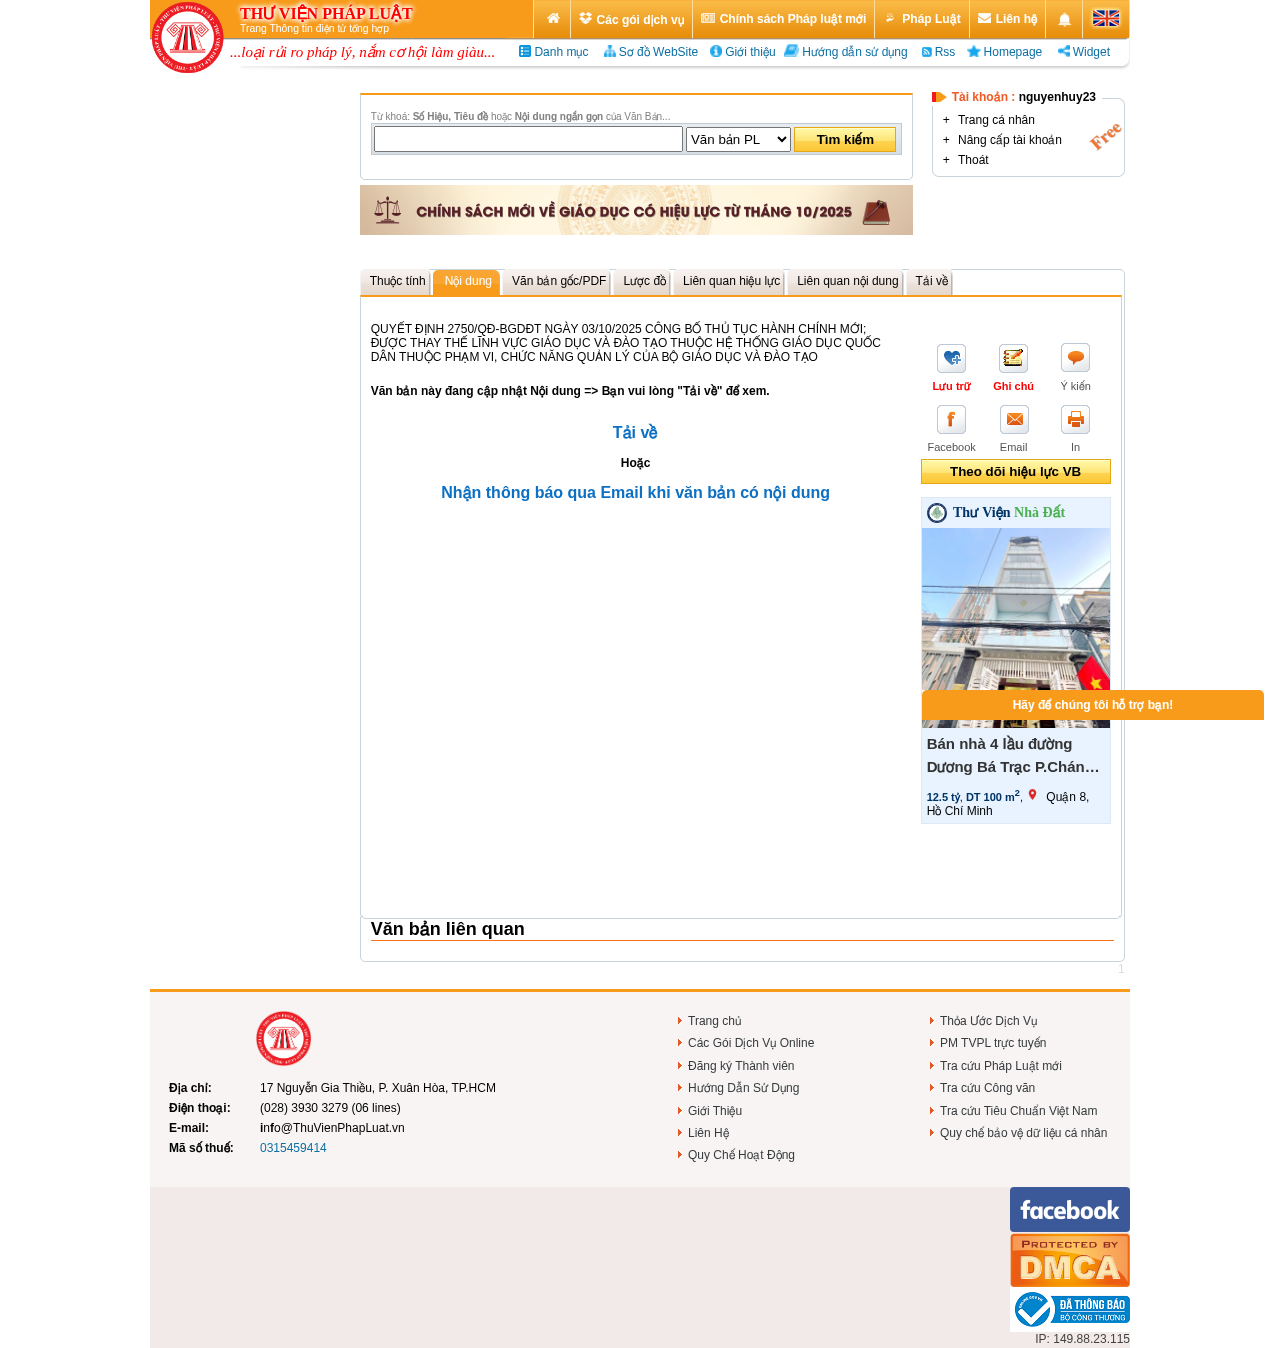 THƯ VIỆN PHÁP LUẬT
Trang Thông tin điện tử tổng hợp
Các gói dịch vụ
Chính sách Pháp luật mới
Pháp Luật
Liên hệ
...loại rủi ro pháp lý, nắm cơ hội làm giàu...
Danh mục
Sơ đồ WebSite
Giới thiệu
Hướng dẫn sử dụng
Rss
Homepage
Widget
Từ khoá: Số Hiệu, Tiêu đề hoặc Nội dung ngắn gọn của Văn Bản...
Văn bản PL
Tìm kiếm
Tài khoản : nguyenhuy23
+ Trang cá nhân
+ Nâng cấp tài khoản
+ Thoát
Free
CHÍNH SÁCH MỚI VỀ GIÁO DỤC CÓ HIỆU LỰC TỪ THÁNG 10/2025
Thuộc tính
Nội dung
Văn bản gốc/PDF
Lược đồ
Liên quan hiệu lực
Liên quan nội dung
Tải về
QUYẾT ĐỊNH 2750/QĐ-BGDĐT NGÀY 03/10/2025 CÔNG BỐ THỦ TỤC HÀNH CHÍNH MỚI;
ĐƯỢC THAY THẾ LĨNH VỰC GIÁO DỤC VÀ ĐÀO TẠO THUỘC HỆ THỐNG GIÁO DỤC QUỐC
DÂN THUỘC PHẠM VI, CHỨC NĂNG QUẢN LÝ CỦA BỘ GIÁO DỤC VÀ ĐÀO TẠO
Văn bản này đang cập nhật Nội dung => Bạn vui lòng "Tải về" để xem.
Tải về
Hoặc
Nhận thông báo qua Email khi văn bản có nội dung
Lưu trữ
Ghi chú
Ý kiến
Facebook
Email
In
Theo dõi hiệu lực VB
Thư Viện Nhà Đất
Hãy để chúng tôi hỗ trợ bạn!
Bán nhà 4 lầu đường
Dương Bá Trạc P.Chán...
12.5 tỷ, DT 100 m2, Quận 8,
Hồ Chí Minh
Văn bản liên quan
1
Địa chỉ: 17 Nguyễn Gia Thiều, P. Xuân Hòa, TP.HCM
Điện thoại: (028) 3930 3279 (06 lines)
E-mail: info@ThuVienPhapLuat.vn
Mã số thuế: 0315459414
Trang chủ
Các Gói Dịch Vụ Online
Đăng ký Thành viên
Hướng Dẫn Sử Dụng
Giới Thiệu
Liên Hệ
Quy Chế Hoạt Động
Thỏa Ước Dịch Vụ
PM TVPL trực tuyến
Tra cứu Pháp Luật mới
Tra cứu Công văn
Tra cứu Tiêu Chuẩn Việt Nam
Quy chế bảo vệ dữ liệu cá nhân
facebook
PROTECTED BY
DMCA
ĐÃ THÔNG BÁO
BỘ CÔNG THƯƠNG
IP: 149.88.23.115